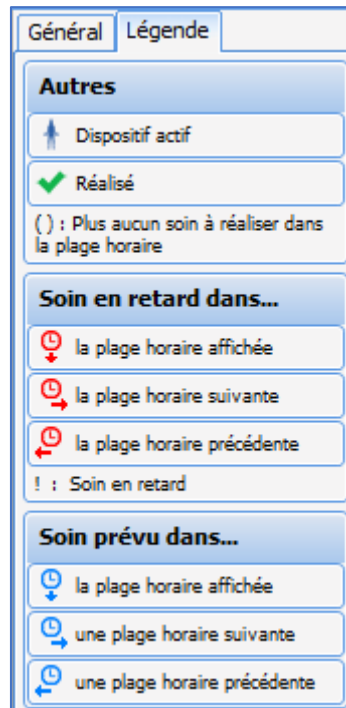 Général Légende
Autres
Dispositif actif
Réalisé
( ) : Plus aucun soin à réaliser dans
la plage horaire
Soin en retard dans...
la plage horaire affichée
la plage horaire suivante
la plage horaire précédente
! : Soin en retard
Soin prévu dans...
la plage horaire affichée
une plage horaire suivante
une plage horaire précédente